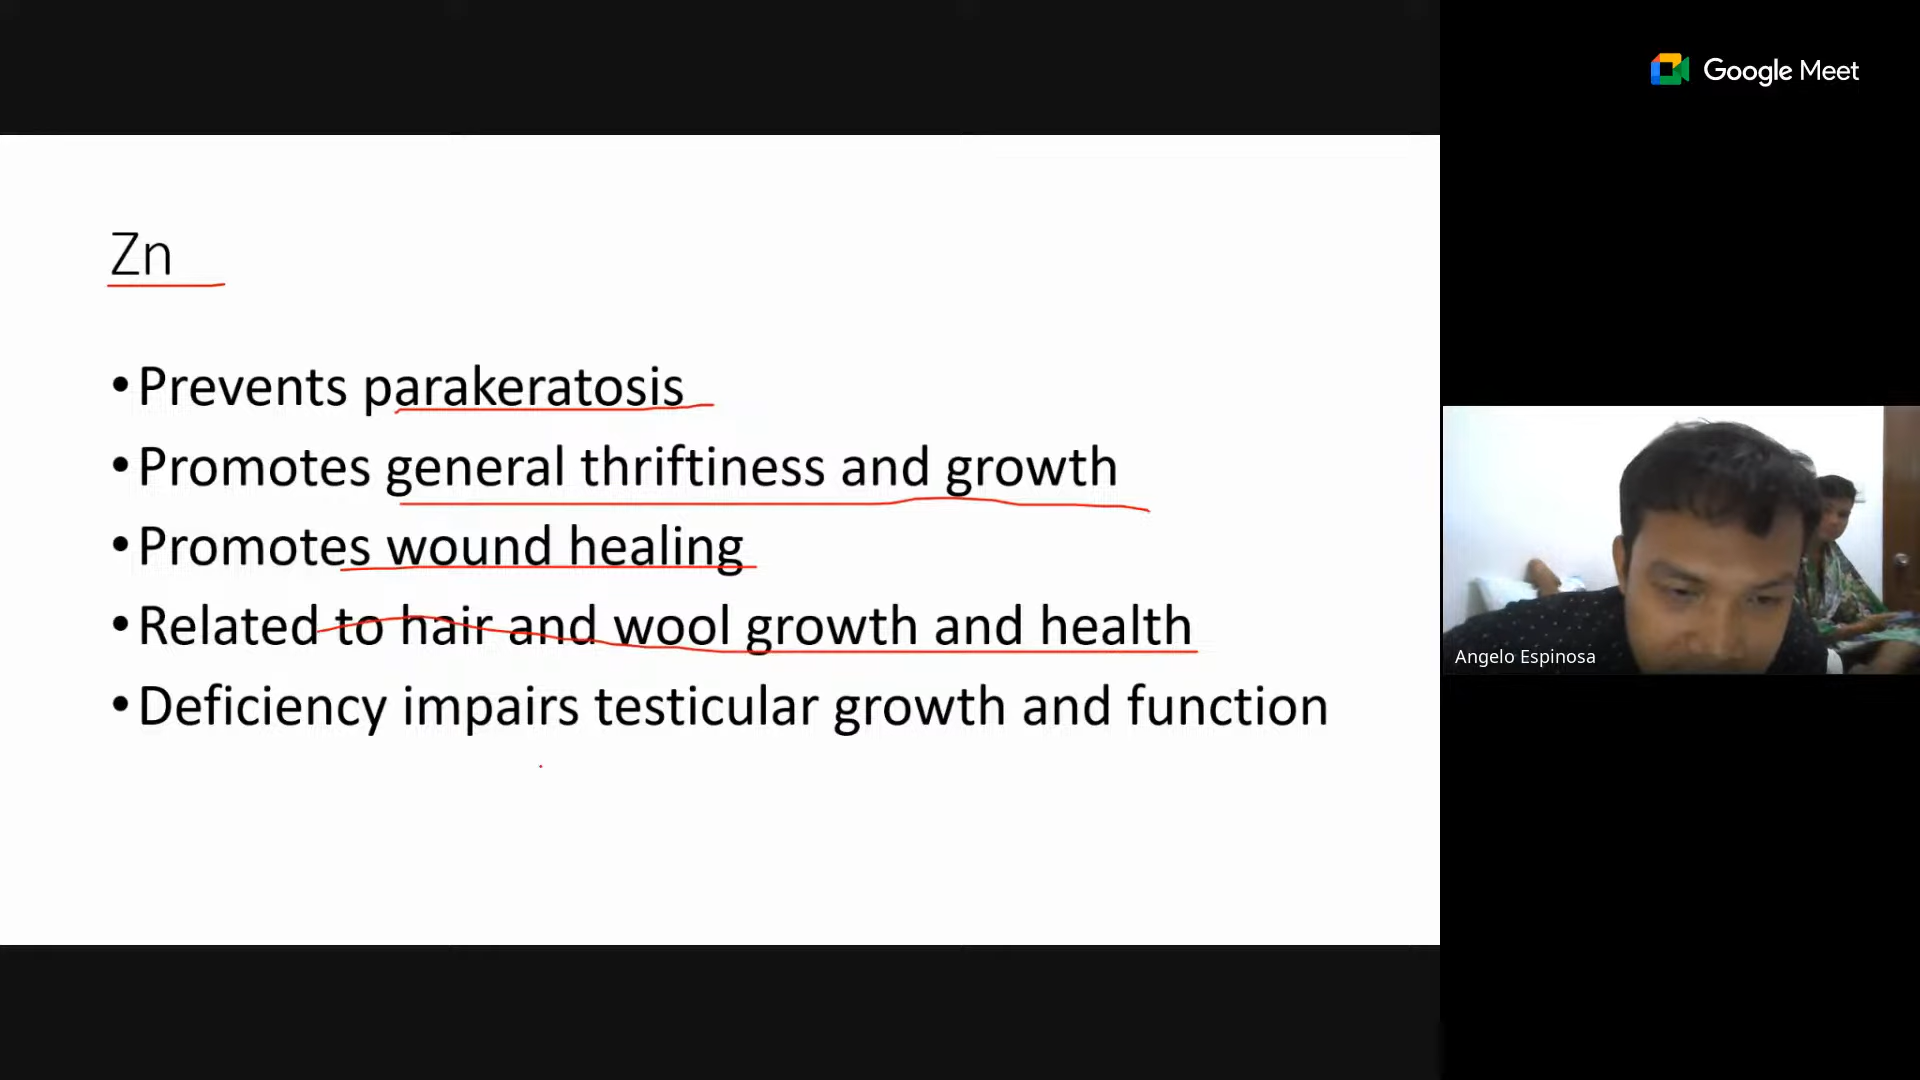 Google Meet
Zn
•Prevents parakeratosis
•Promotes general thriftiness and growth
•Promotes wound healing
•Related to hair and wool growth and health
•Deficiency impairs testicular growth and function
Angelo Espinosa